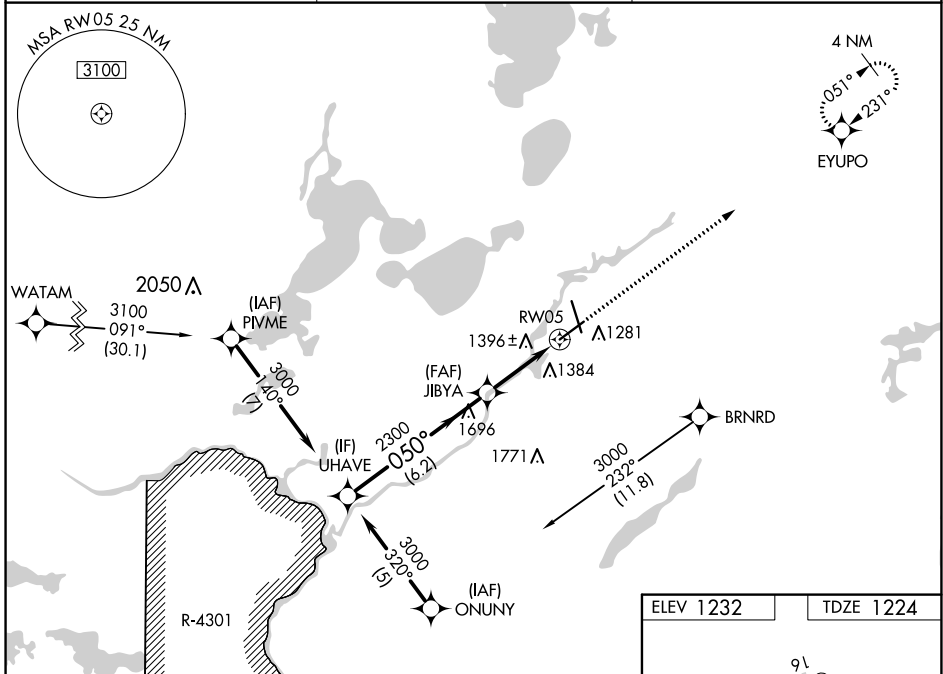 MSA RW05 25 NM
3100
4 NM
051°
231°
EYUPO
WATAM
3100
091°
(30.1)
2050
(IAF)
PIVME
3000
140°
(7)
RW05
1396±
1281
1384
(FAF)
JIBYA
1696
1771
2300
050°
(6.2)
(IF)
UHAVE
BRNRD
3000
232°
(11.8)
3000
320°
(5)
(IAF)
ONUNY
R-4301
ELEV 1232
TDZE 1224